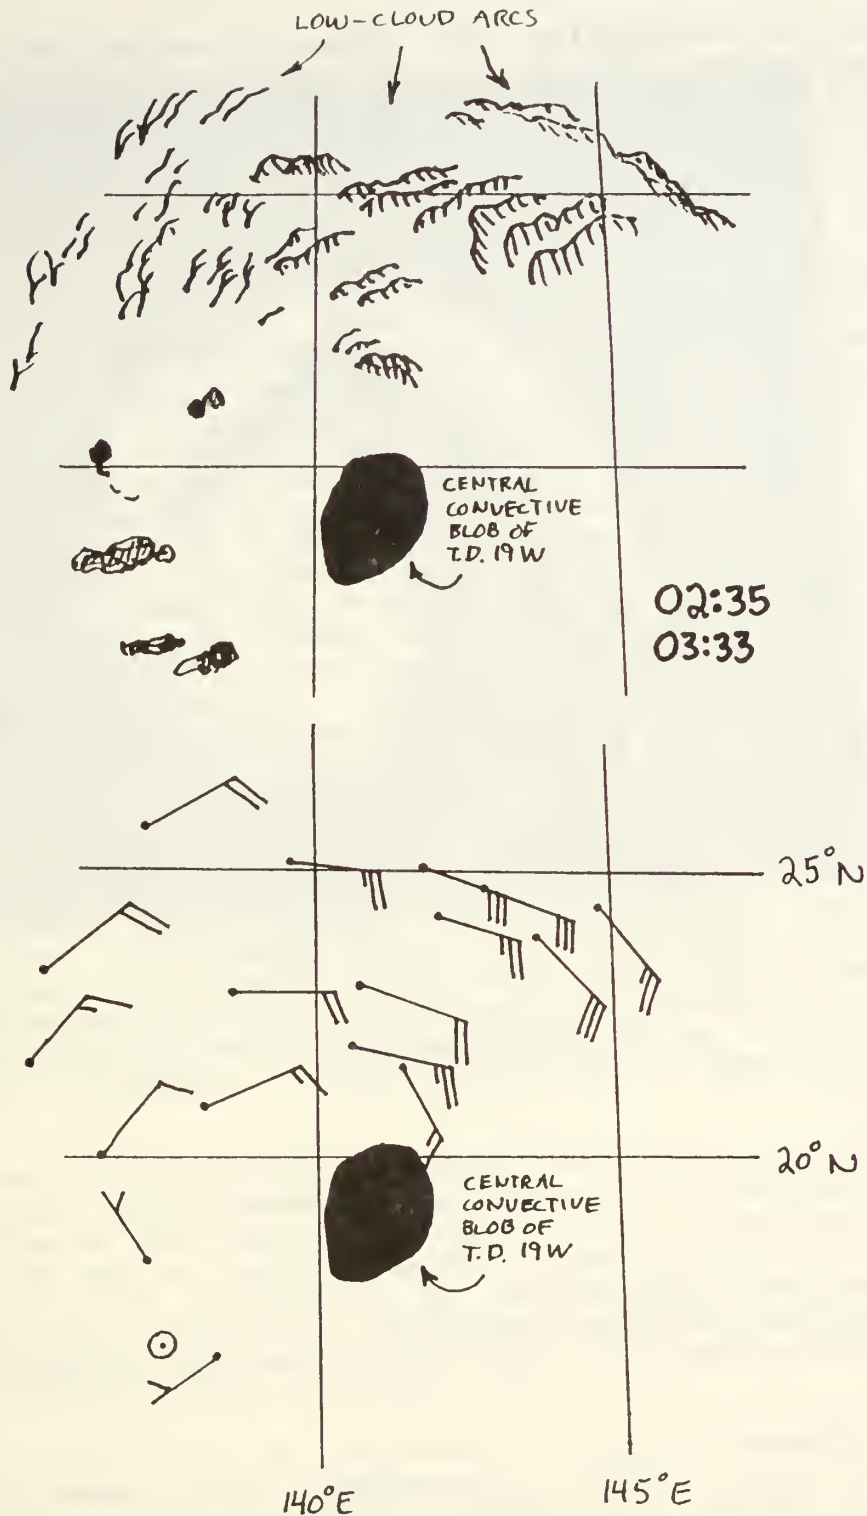 LOW-CLOUD ARCS
CENTRAL
CONVECTIVE
BLOB OF
T.D. 19W
02:35
03:33
25°N
20°N
CENTRAL
CONVECTIVE
BLOB OF
T.D. 19W
140°E
145°E